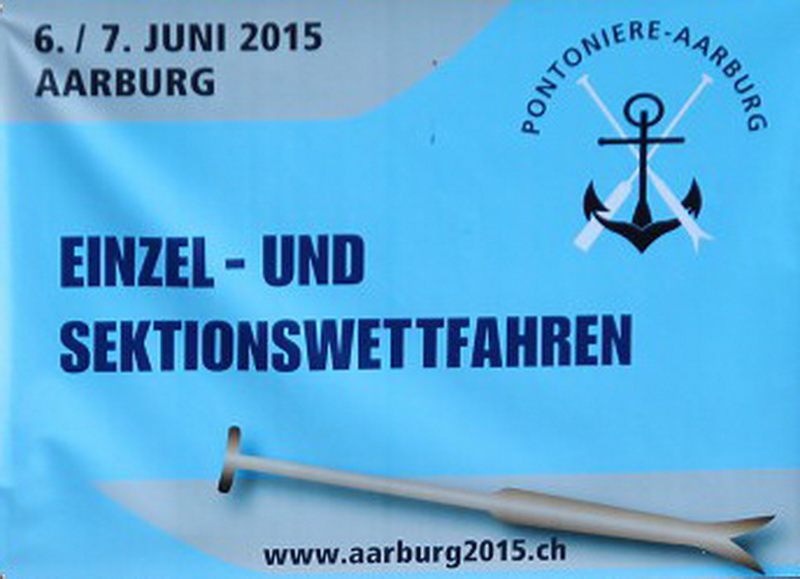 6. / 7. JUNI 2015
AARBURG
PONTONIERE-AARBURG
EINZEL - UND
SEKTIONSWETTFAHREN
www.aarburg2015.ch